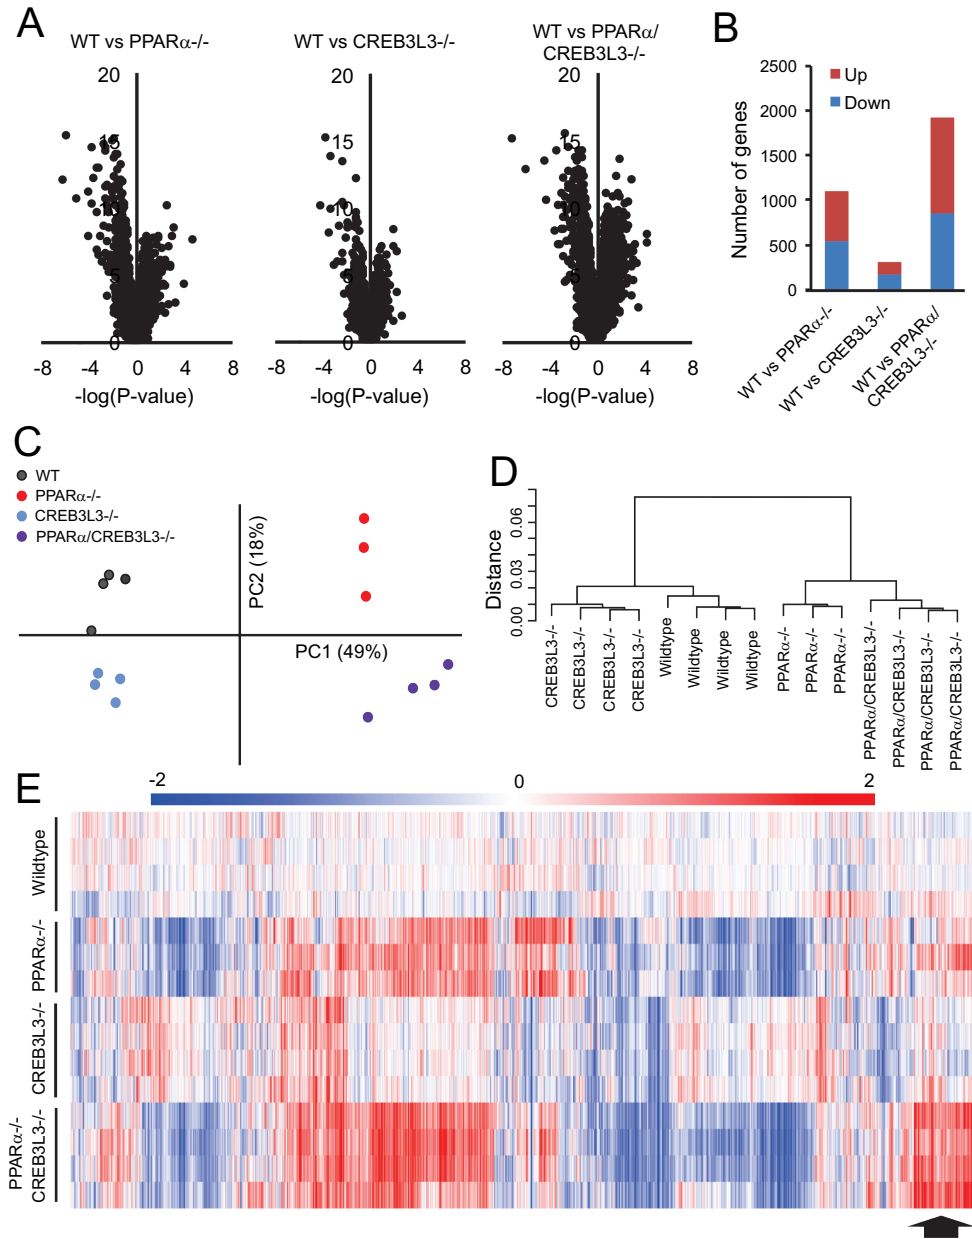 A
WT vs PPARα-/-
20
15
10
5
0
-8 -4 0 4 8
-log(P-value)
WT vs CREB3L3-/-
20
15
10
5
0
-8 -4 0 4 8
-log(P-value)
WT vs PPARα/
CREB3L3-/-
20
15
10
5
0
-8 -4 0 4 8
-log(P-value)
B
Number of genes
2500
2000
1500
1000
500
0
Up
Down
WT vs PPARα-/-
WT vs CREB3L3-/-
WT vs PPARα/
CREB3L3-/-
C
WT
PPARα-/-
CREB3L3-/-
PPARα/CREB3L3-/-
PC2 (18%)
PC1 (49%)
D
Distance
0.06
0.03
0.00
CREB3L3-/-
CREB3L3-/-
CREB3L3-/-
CREB3L3-/-
Wildtype
Wildtype
Wildtype
Wildtype
PPARα-/-
PPARα-/-
PPARα-/-
PPARα/CREB3L3-/-
PPARα/CREB3L3-/-
PPARα/CREB3L3-/-
PPARα/CREB3L3-/-
E
-2 0 2
Wildtype
PPARα-/-
CREB3L3-/-
PPARα-/-
CREB3L3-/-